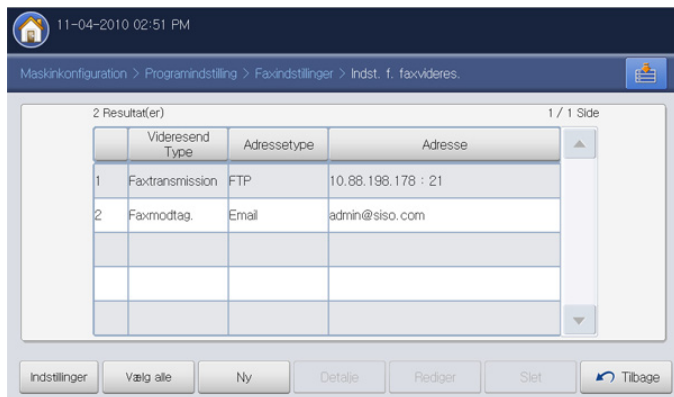 11-04-2010 02:51 PM
Maskinkonfiguration > Programindstilling > Faxindstillinger > Indst. f. faxvideres.
2 Resultat(er) 1 / 1 Side
Videresend Type Adressetype Adresse
1 Faxtransmission FTP 10.88.198.178 : 21
2 Faxmodtag. Email admin@siso.com
Indstillinger Vælg alle Ny Detalje Rediger Slet Tilbage